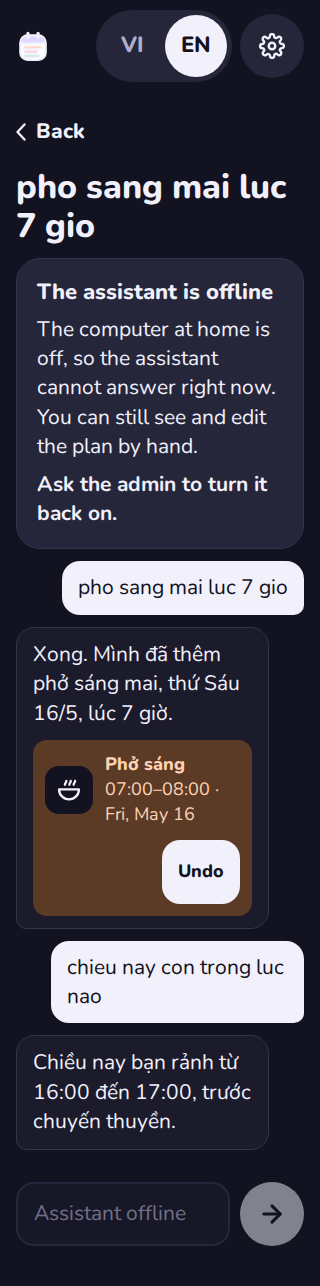 VI
EN
Back
pho sang mai luc
7 gio
The assistant is offline
The computer at home is
off, so the assistant
cannot answer right now.
You can still see and edit
the plan by hand.
Ask the admin to turn it
back on.
pho sang mai luc 7 gio
Xong. Mình đã thêm
phở sáng mai, thứ Sáu
16/5, lúc 7 giờ.
Phở sáng
07:00–08:00 ·
Fri, May 16
Undo
chieu nay con trong luc
nao
Chiều nay bạn rảnh từ
16:00 đến 17:00, trước
chuyến thuyền.
Assistant offline